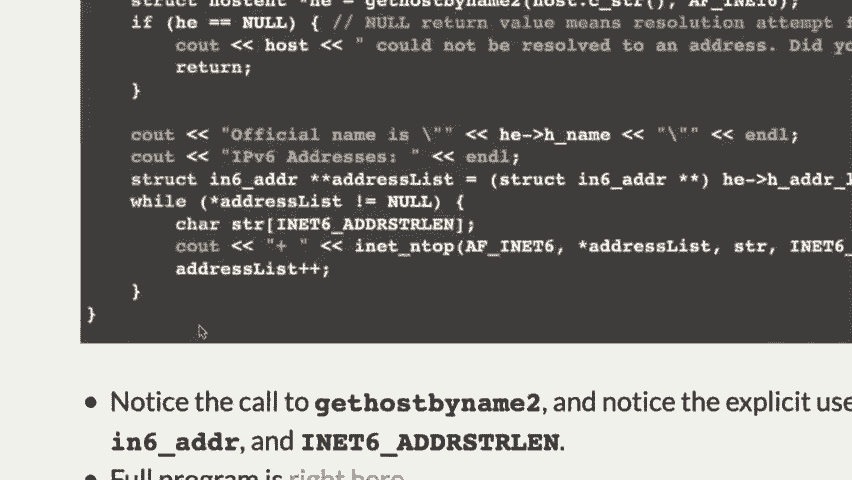 struct hostent *he = gethostbyname2(host.c_str(), AF_INET6);
if (he == NULL) { // NULL return value means resolution attempt f
cout << host << " could not be resolved to an address. Did yo
return;
}
cout << "Official name is \"" << he->h_name << "\"" << endl;
cout << "IPv6 Addresses: " << endl;
struct in6_addr **addressList = (struct in6_addr **) he->h_addr_l
while (*addressList != NULL) {
char str[INET6_ADDRSTRLEN];
cout << "+ " << inet_ntop(AF_INET6, *addressList, str, INET6_
addressList++;
}
}
• Notice the call to gethostbyname2, and notice the explicit use
in6_addr, and INET6_ADDRSTRLEN.
• Full program is right here